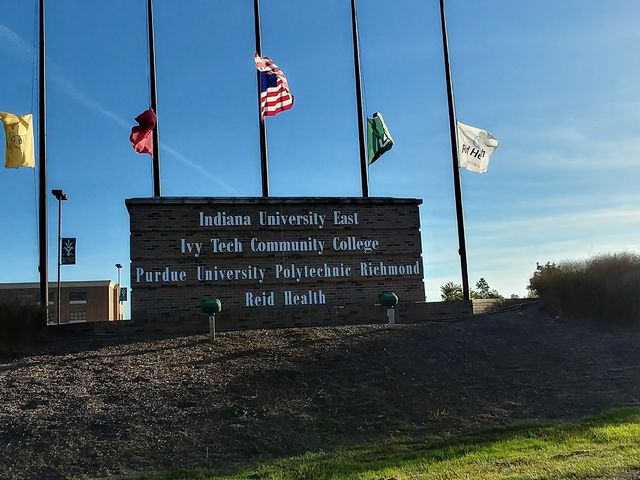 Indiana University East
Ivy Tech Community College
Purdue University Polytechnic Richmond
Reid Health